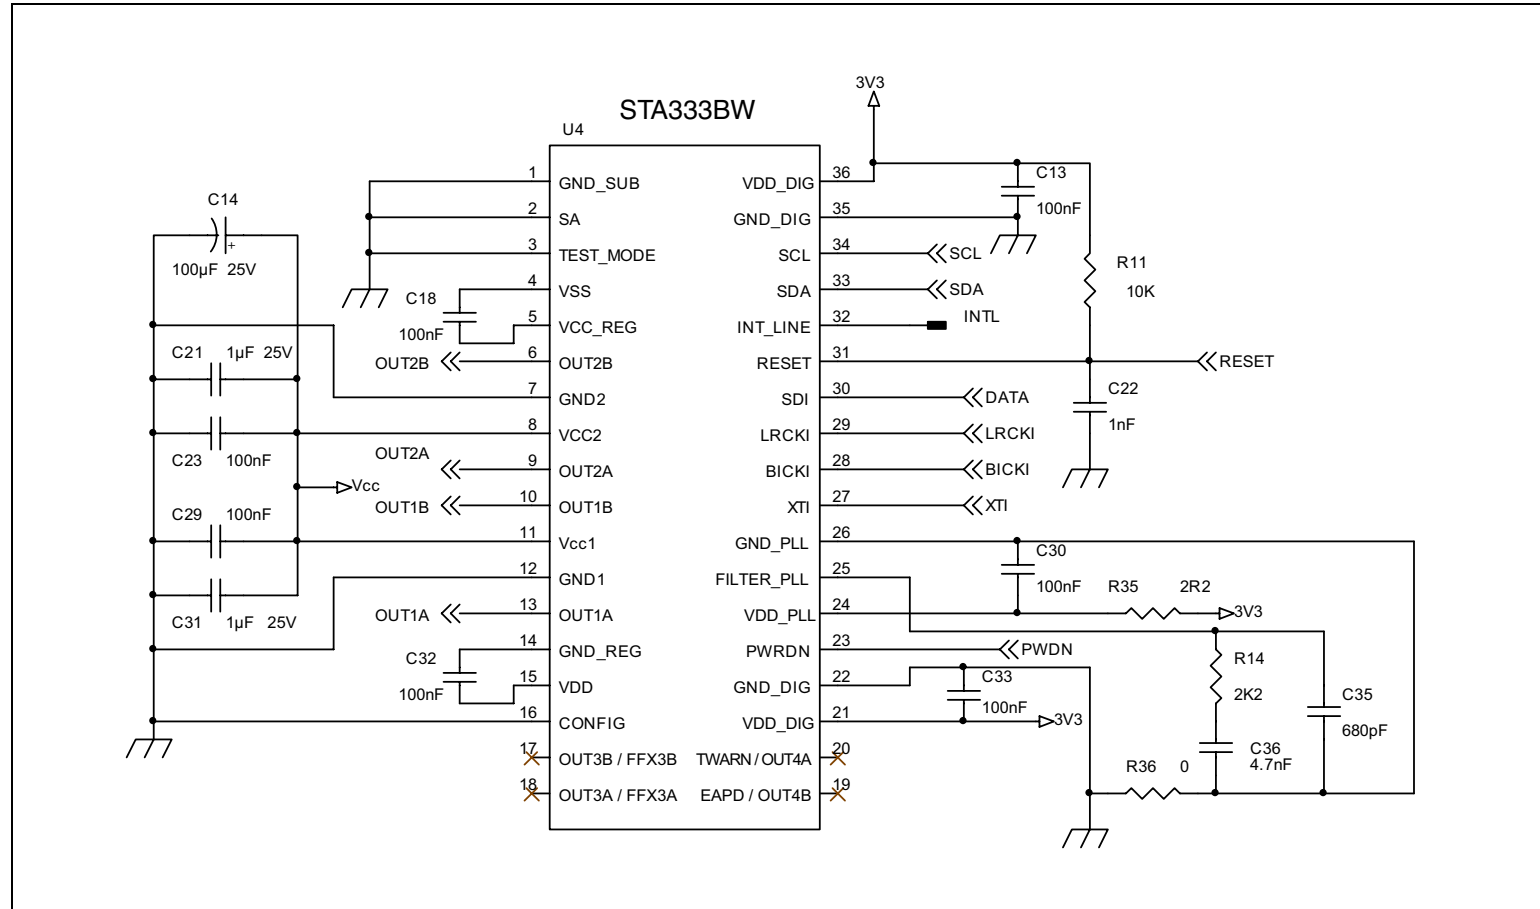 3V3
STA333BW
U4
1
GND_SUB
VDD_DIG
36
C13
100nF
C14
100µF 25V
+
2
SA
GND_DIG
35
3
TEST_MODE
SCL
34
SCL
R11
10K
4
VSS
SDA
33
SDA
C18
100nF
5
VCC_REG
INT_LINE
32
INTL
C21
1µF 25V
OUT2B
6
OUT2B
RESET
31
RESET
7
GND2
SDI
30
DATA
C22
1nF
8
VCC2
LRCKI
29
LRCKI
C23
100nF
OUT2A
9
OUT2A
BICKI
28
BICKI
Vcc
OUT1B
10
OUT1B
XTI
27
XTI
C29
100nF
11
Vcc1
GND_PLL
26
C30
100nF
12
GND1
FILTER_PLL
25
R35
2R2
C31
1µF 25V
OUT1A
13
OUT1A
VDD_PLL
24
3V3
14
GND_REG
PWRDN
23
PWDN
R14
2K2
C32
100nF
15
VDD
GND_DIG
22
C33
100nF
C35
680pF
16
CONFIG
VDD_DIG
21
3V3
17
OUT3B / FFX3B
TWARN / OUT4A
20
C36
4.7nF
R36
0
18
OUT3A / FFX3A
EAPD / OUT4B
19